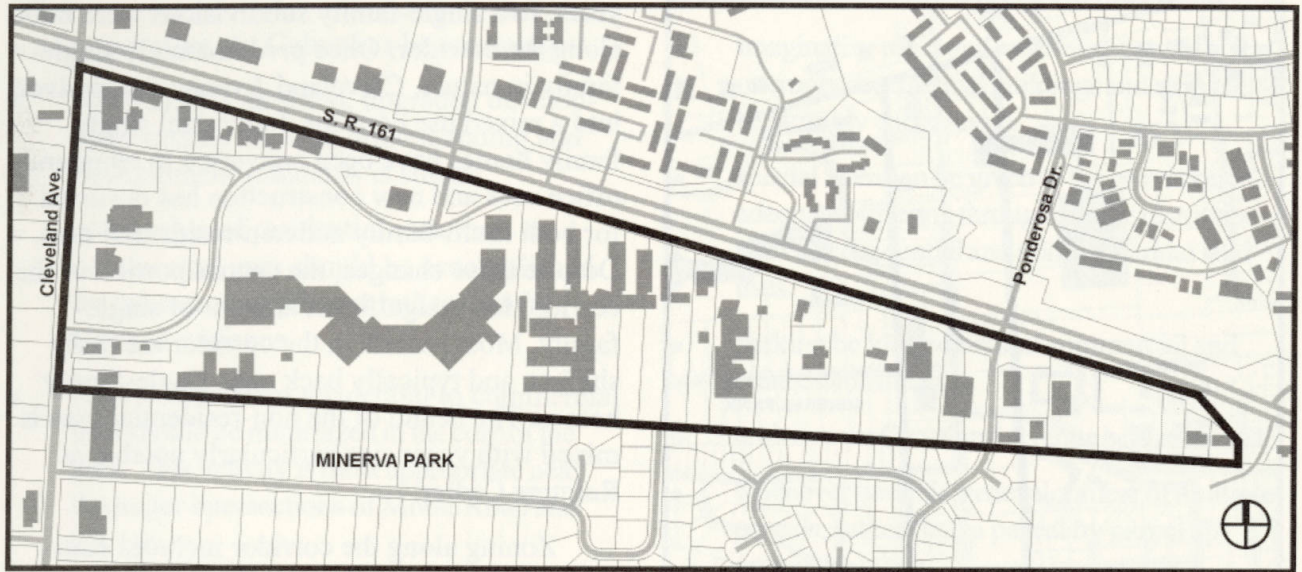 S. R. 161
Cleveland Ave.
Ponderosa Dr.
MINERVA PARK